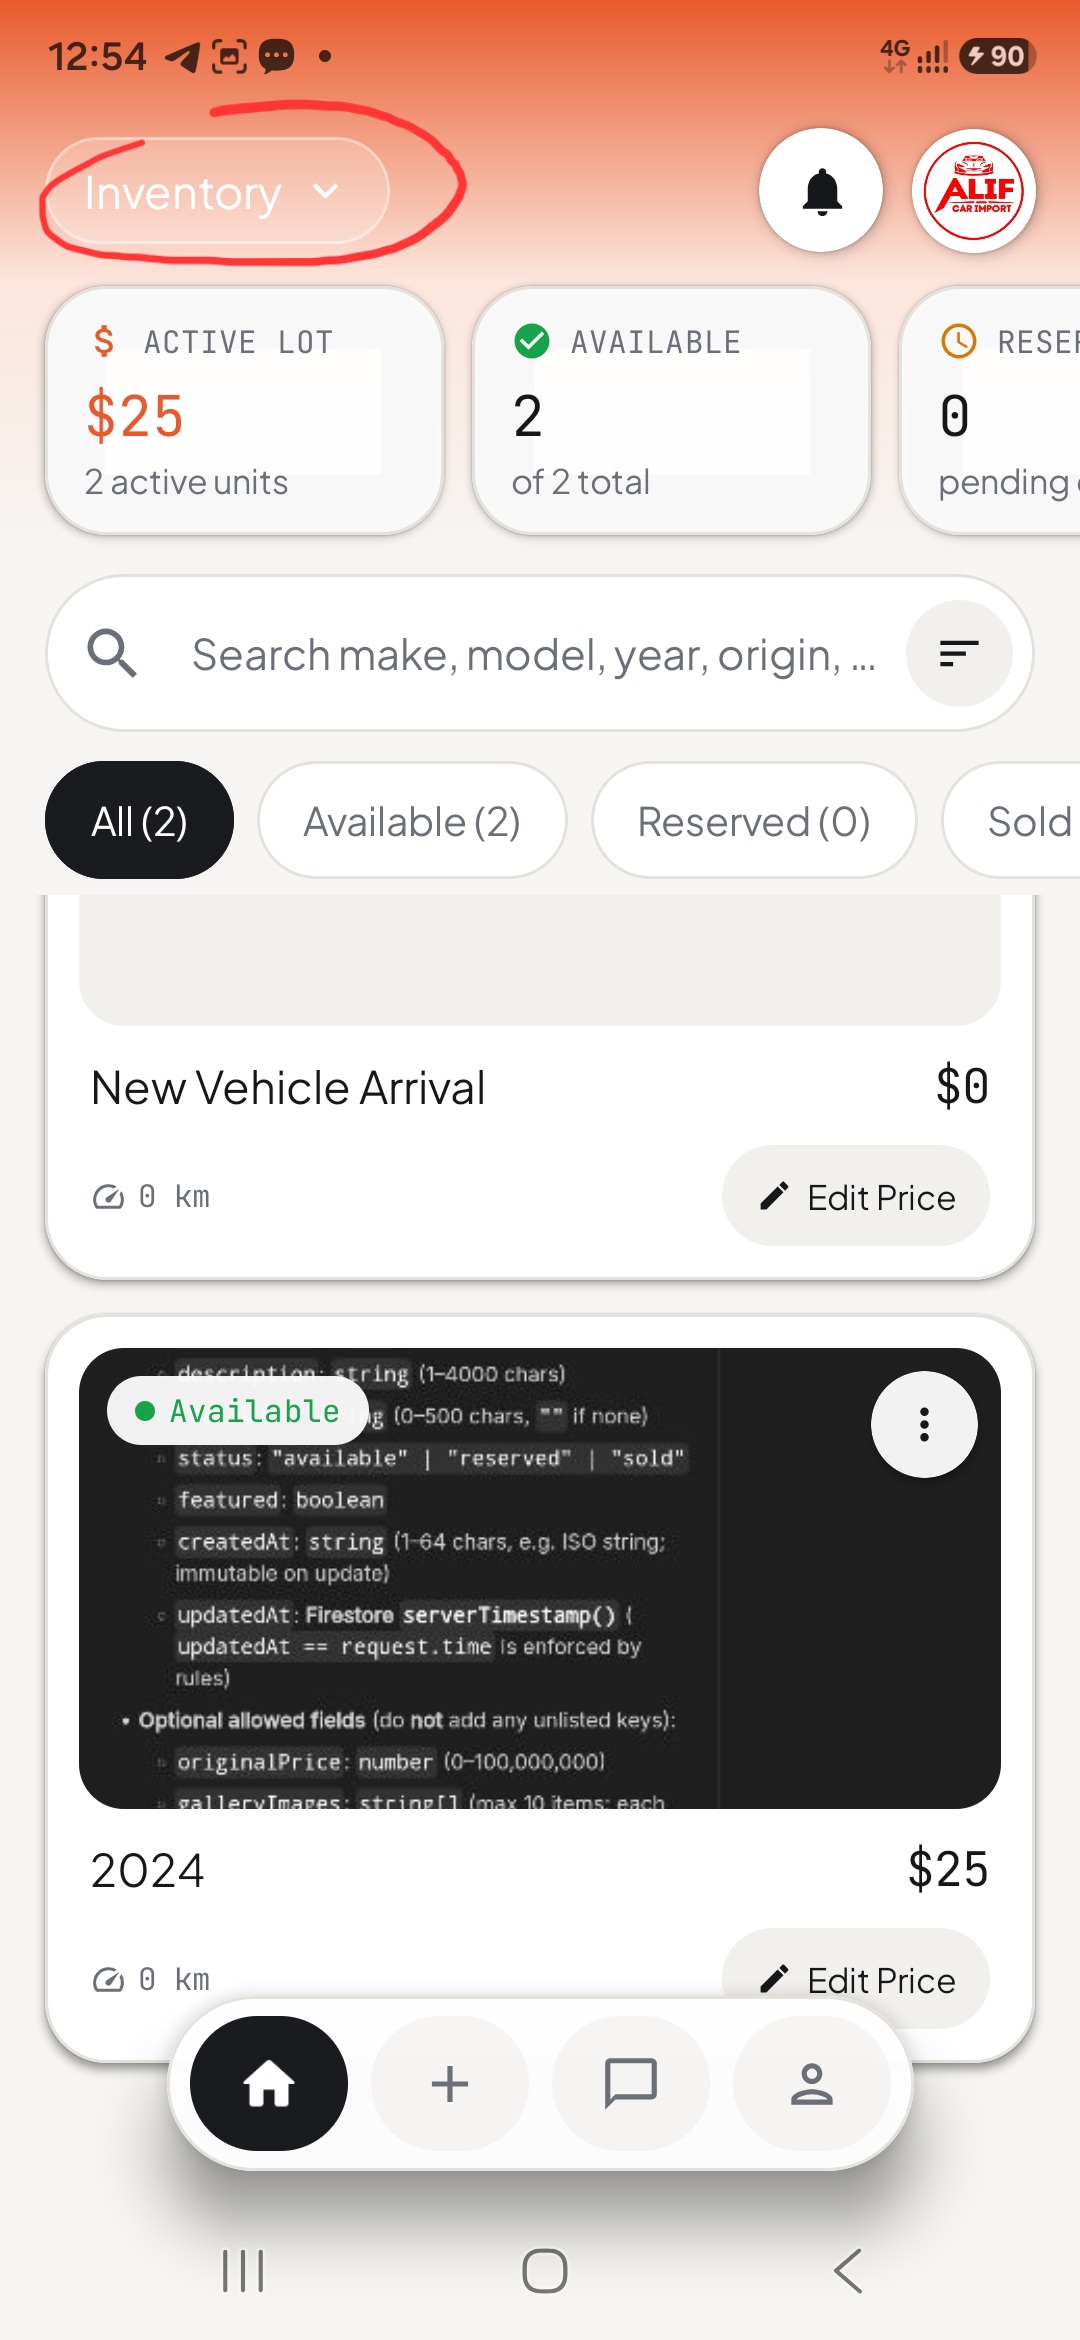 12:54
4G
90
Inventory
ALIF
CAR IMPORT
$ ACTIVE LOT
$25
2 active units
AVAILABLE
2
of 2 total
RESER
0
pending
Search make, model, year, origin, ...
All (2)
Available (2)
Reserved (0)
Sold
New Vehicle Arrival
$0
0 km
Edit Price
Available
description: string (1–4000 chars)
ng (0–500 chars, "" if none)
status: "available" | "reserved" | "sold"
featured: boolean
createdAt: string (1–64 chars, e.g. ISO string;
immutable on update)
updatedAt: Firestore serverTimestamp() (
updatedAt == request.time is enforced by
rules)
• Optional allowed fields (do not add any unlisted keys):
originalPrice: number (0–100,000,000)
galleryImages: string[] (max 10 items; each
2024
$25
0 km
Edit Price